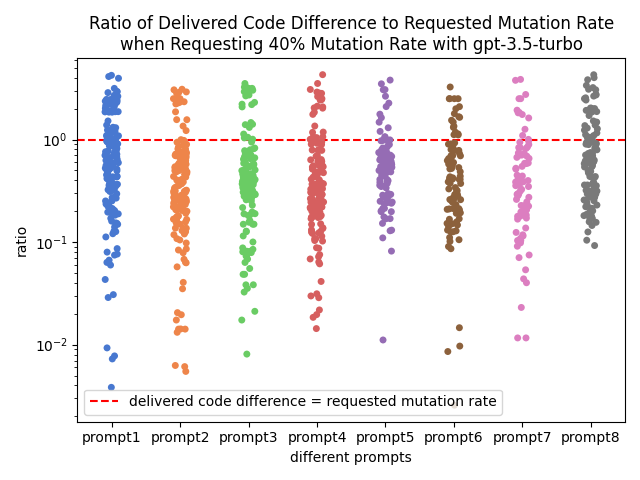 Ratio of Delivered Code Difference to Requested Mutation Rate
when Requesting 40% Mutation Rate with gpt-3.5-turbo
ratio
10⁰
10⁻¹
10⁻²
delivered code difference = requested mutation rate
prompt1 prompt2 prompt3 prompt4 prompt5 prompt6 prompt7 prompt8
different prompts